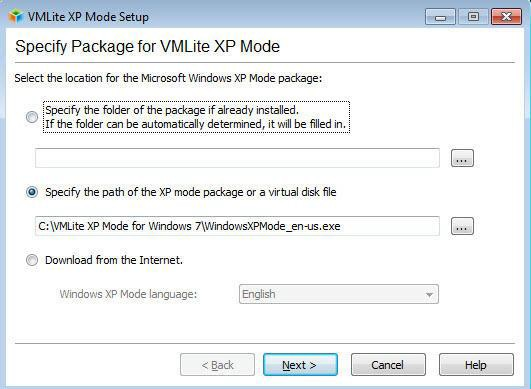 VMLite XP Mode Setup
Specify Package for VMLite XP Mode
Select the location for the Microsoft Windows XP Mode package:
Specify the folder of the package if already installed.
If the folder can be automatically determined, it will be filled in.
...
Specify the path of the XP mode package or a virtual disk file
C:\VMLite XP Mode for Windows 7\WindowsXPMode_en-us.exe
...
Download from the Internet.
Windows XP Mode language:
English
< Back
Next >
Cancel
Help